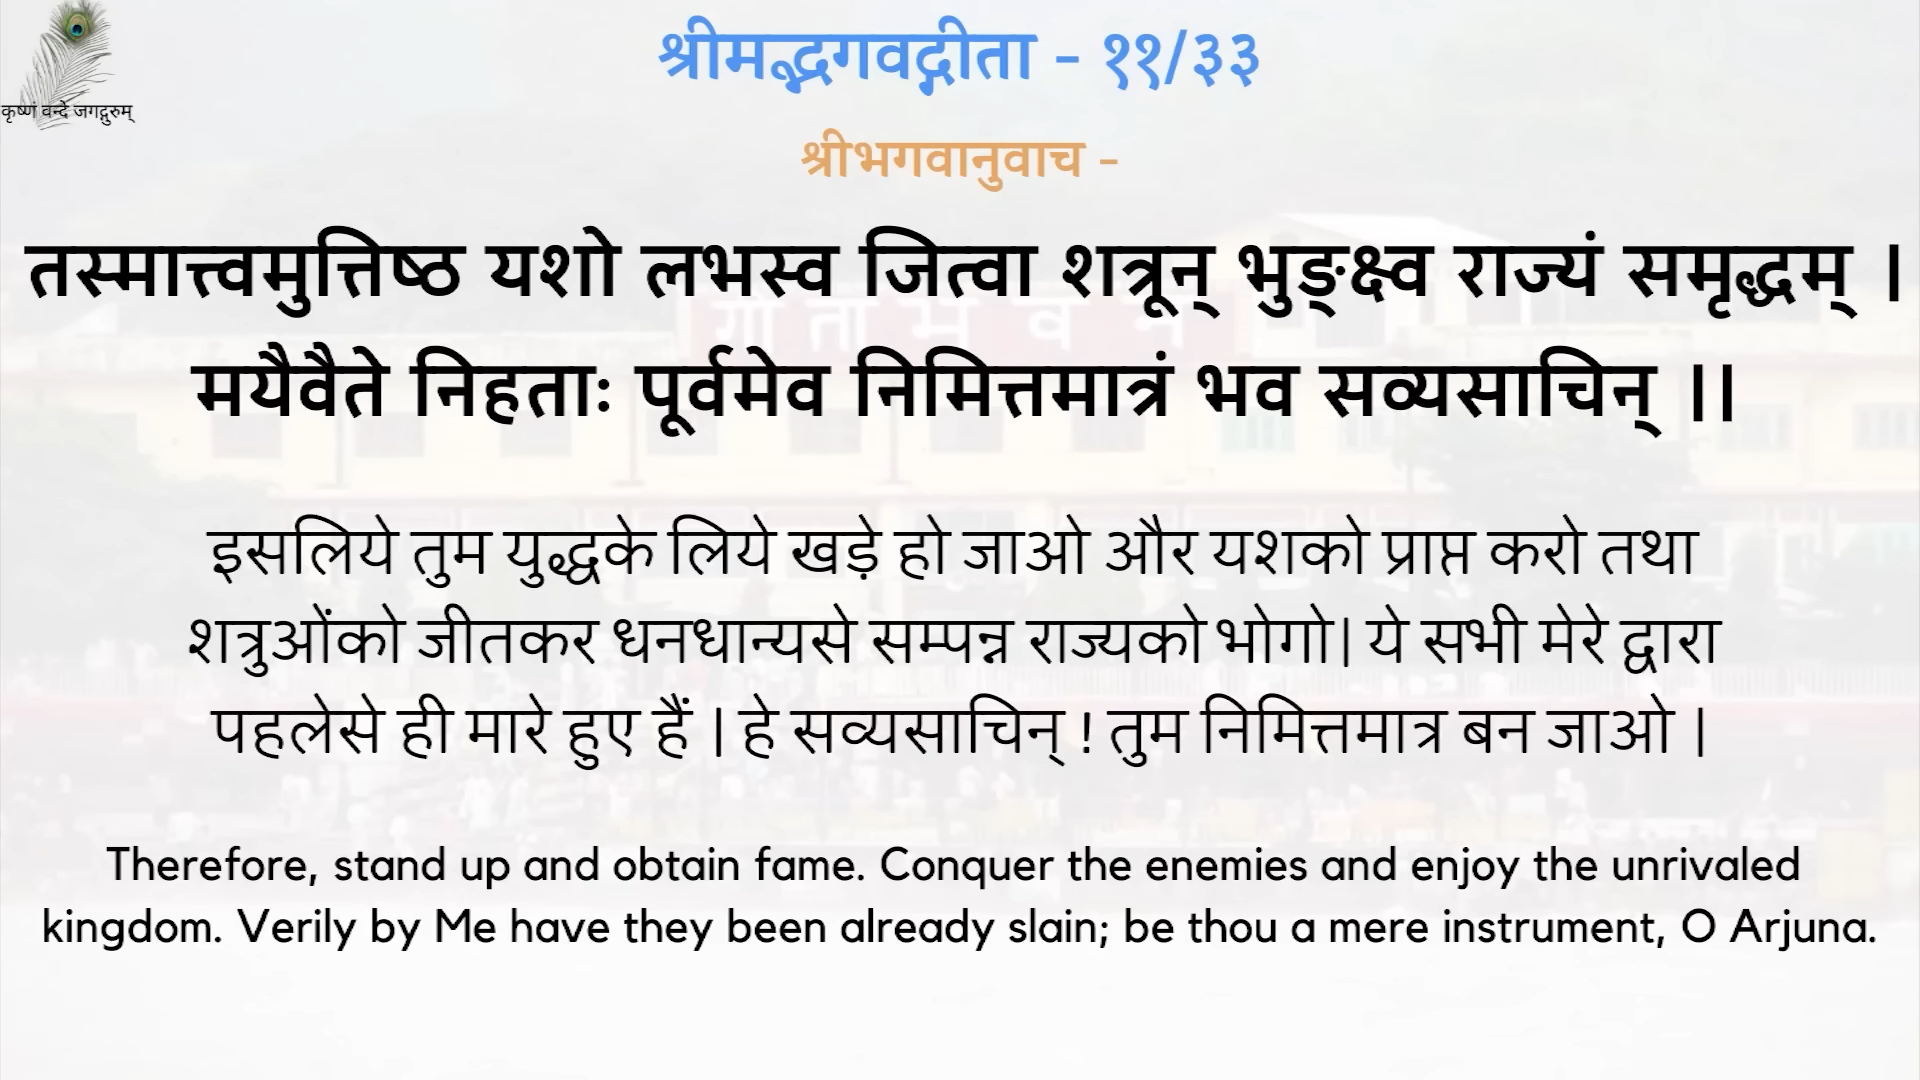 कृष्णं वन्दे जगद्गुरुम्
श्रीमद्भगवद्गीता - ११/३३
श्रीभगवानुवाच -
तस्मात्त्वमुत्तिष्ठ यशो लभस्व जित्वा शत्रून् भुङ्क्ष्व राज्यं समृद्धम् ।
गीता भवन
मयैवैते निहताः पूर्वमेव निमित्तमात्रं भव सव्यसाचिन् ।।
इसलिये तुम युद्धके लिये खड़े हो जाओ और यशको प्राप्त करो तथा
शत्रुओंको जीतकर धनधान्यसे सम्पन्न राज्यको भोगो| ये सभी मेरे द्वारा
पहलेसे ही मारे हुए हैं | हे सव्यसाचिन् ! तुम निमित्तमात्र बन जाओ |
Therefore, stand up and obtain fame. Conquer the enemies and enjoy the unrivaled
kingdom. Verily by Me have they been already slain; be thou a mere instrument, O Arjuna.